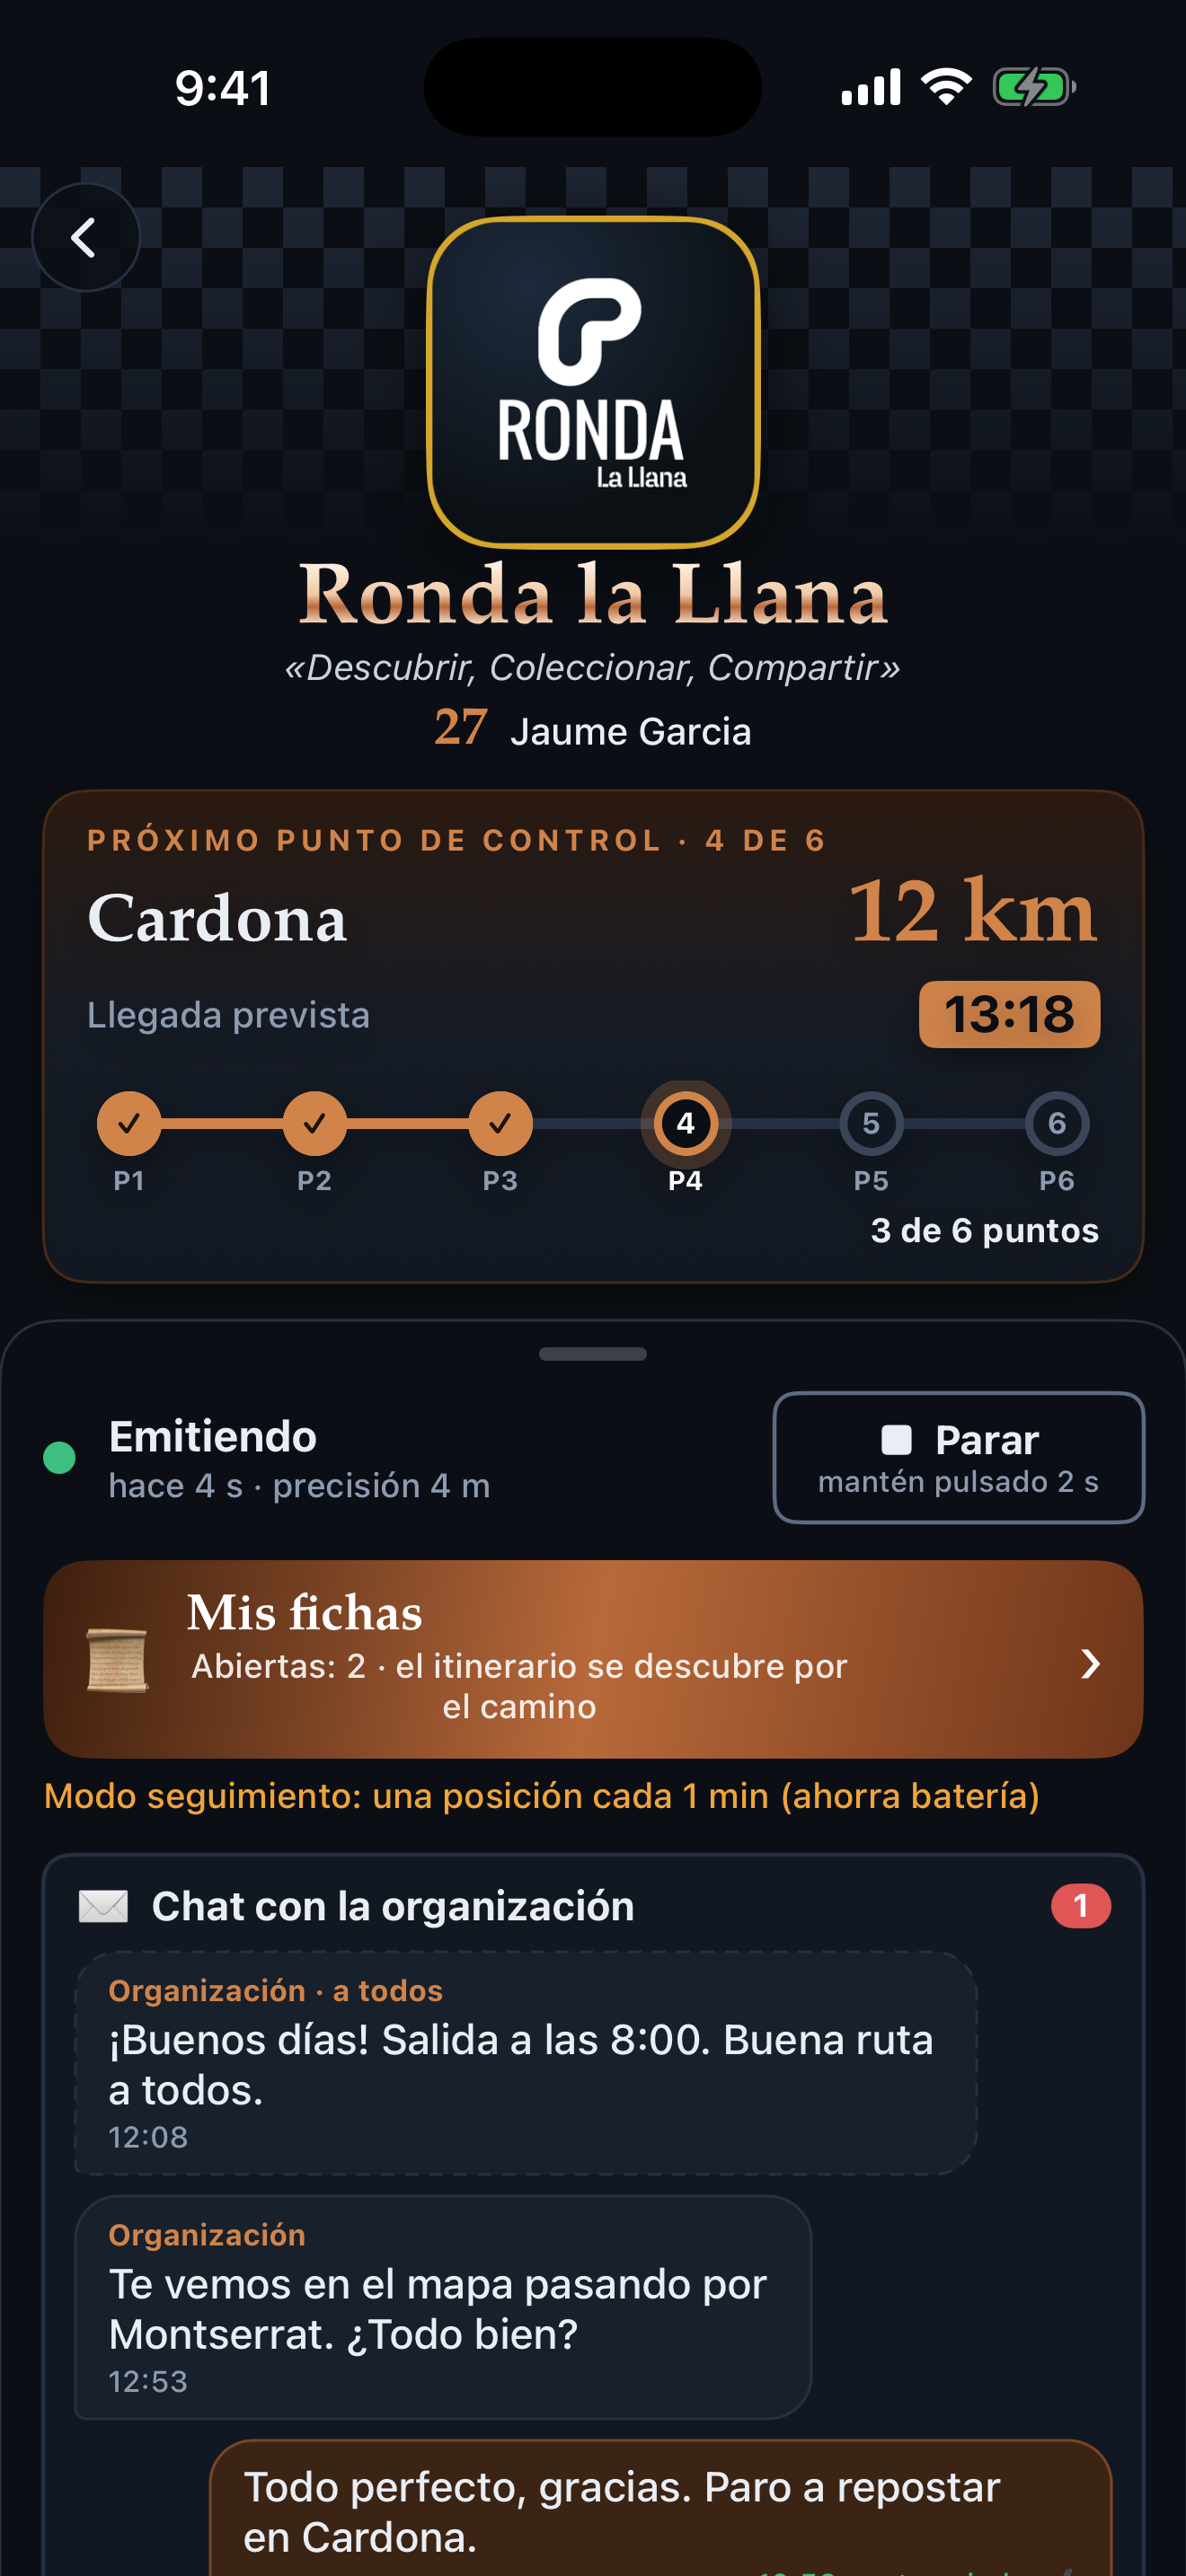 9:41
RONDA
La Llana
Ronda la Llana
«Descubrir, Coleccionar, Compartir»
27 Jaume Garcia
PRÓXIMO PUNTO DE CONTROL · 4 DE 6
Cardona 12 km
Llegada prevista 13:18
4 5 6
P1 P2 P3 P4 P5 P6
3 de 6 puntos
Emitiendo
hace 4 s · precisión 4 m
Parar
mantén pulsado 2 s
Mis fichas
Abiertas: 2 · el itinerario se descubre por
el camino
Modo seguimiento: una posición cada 1 min (ahorra batería)
Chat con la organización 1
Organización · a todos
¡Buenos días! Salida a las 8:00. Buena ruta
a todos.
12:08
Organización
Te vemos en el mapa pasando por
Montserrat. ¿Todo bien?
12:53
Todo perfecto, gracias. Paro a repostar
en Cardona.